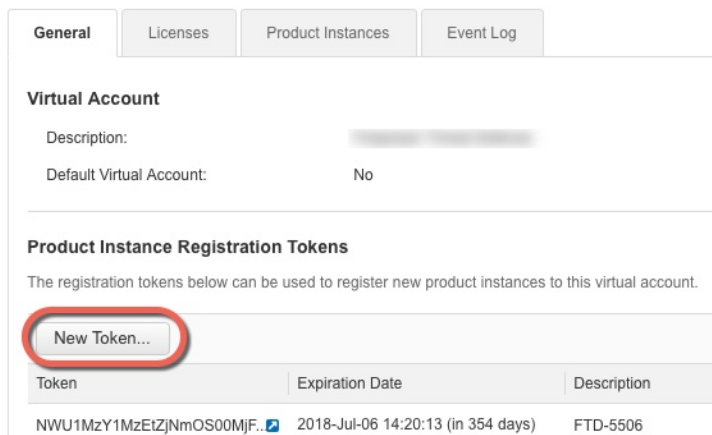 General Licenses Product Instances Event Log
Virtual Account
Description:
Default Virtual Account: No
Product Instance Registration Tokens
The registration tokens below can be used to register new product instances to this virtual account.
New Token...
Token Expiration Date Description
NWU1MzY1MzEtZjNmOS00MjF.. 2018-Jul-06 14:20:13 (in 354 days) FTD-5506